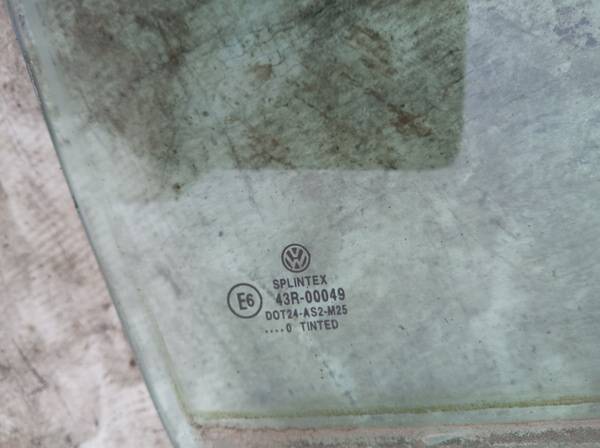 SPLINTEX
E6 43R-00049
DOT24-AS2-M25
....0 TINTED